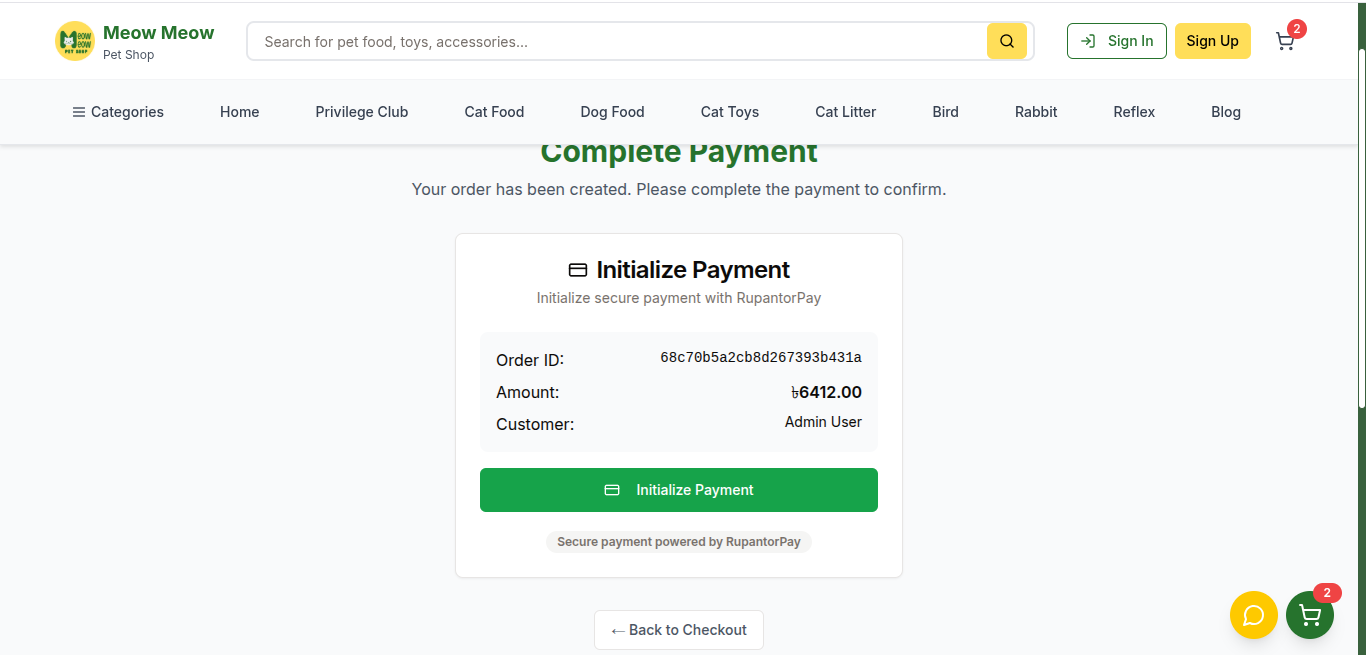 Meow Meow
Pet Shop
Meow
Meow
PET SHOP
Search for pet food, toys, accessories...
Sign In
Sign Up
2
Categories
Home
Privilege Club
Cat Food
Dog Food
Cat Toys
Cat Litter
Bird
Rabbit
Reflex
Blog
Complete Payment
Your order has been created. Please complete the payment to confirm.
Initialize Payment
Initialize secure payment with RupantorPay
Order ID: 68c70b5a2cb8d267393b431a
Amount: ৳6412.00
Customer: Admin User
Initialize Payment
Secure payment powered by RupantorPay
← Back to Checkout
2